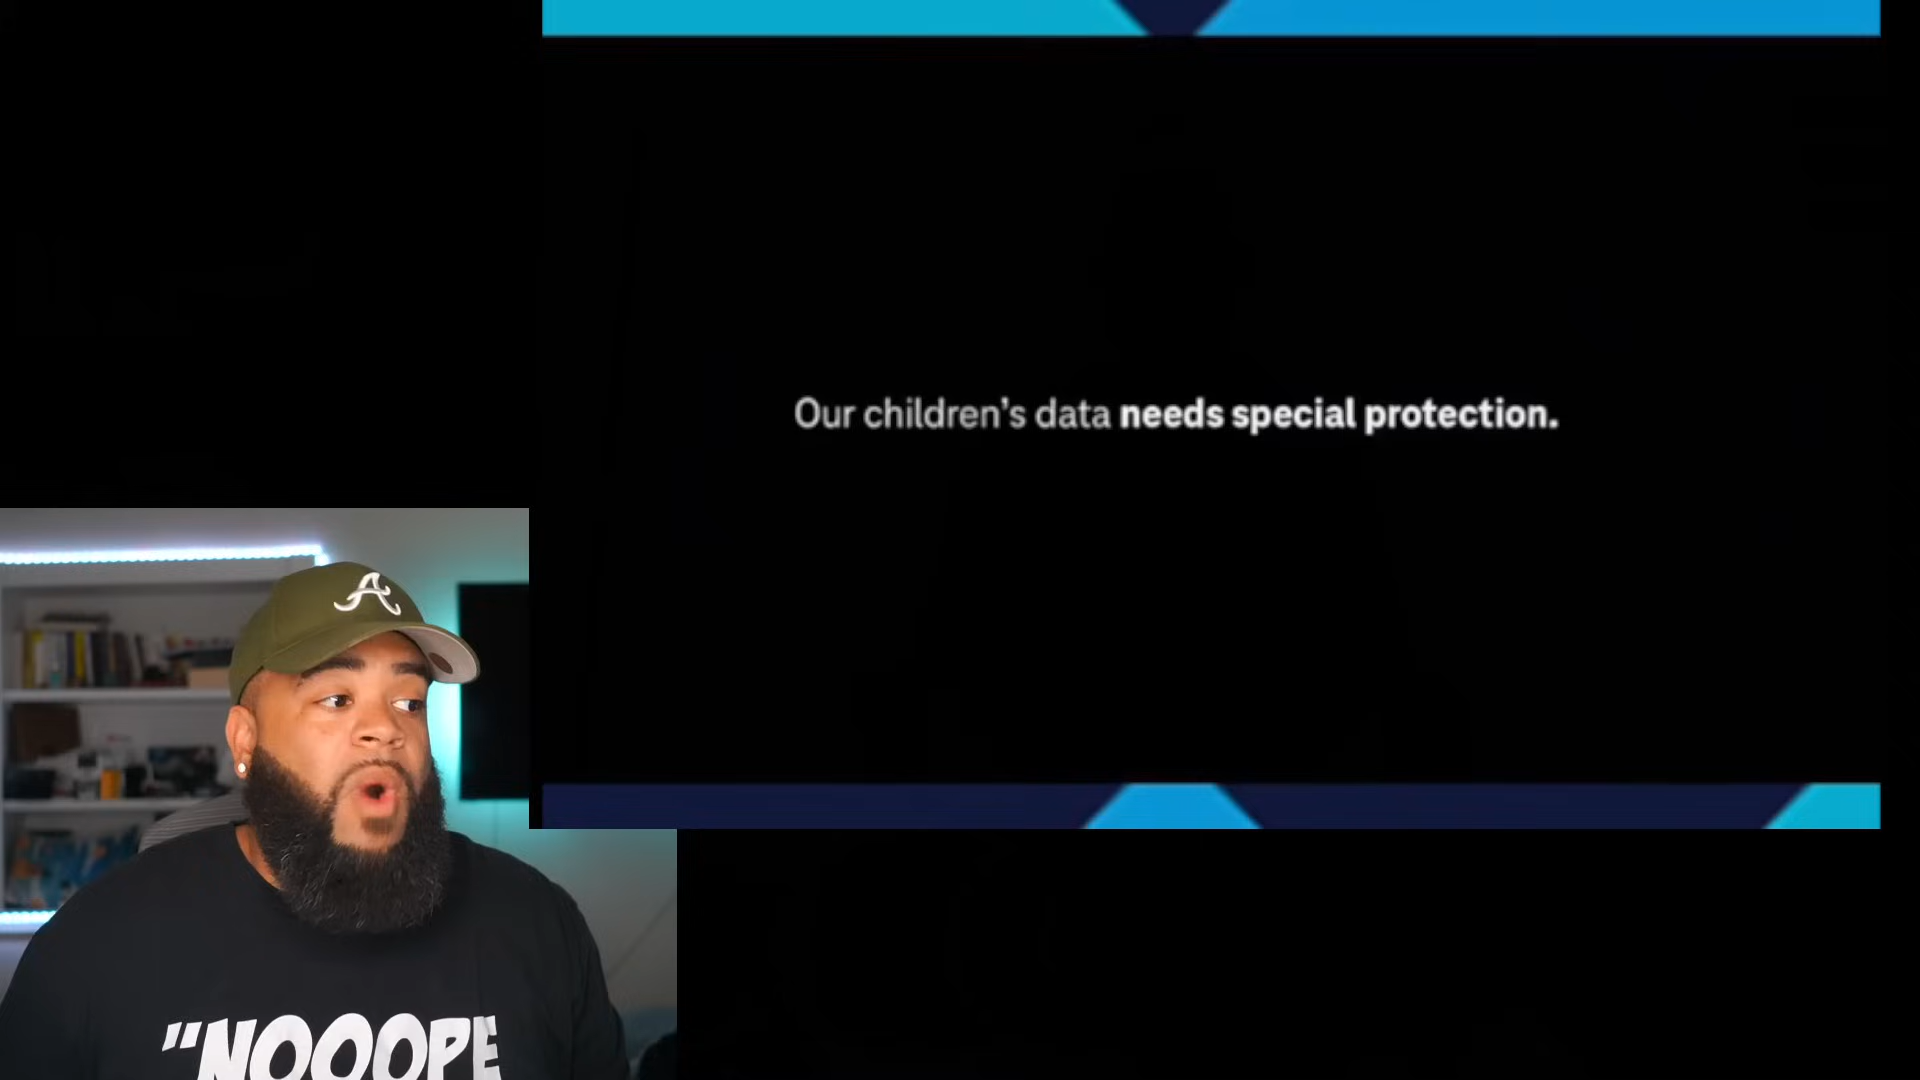 Our children’s data needs special protection.
A
"NOOOPE